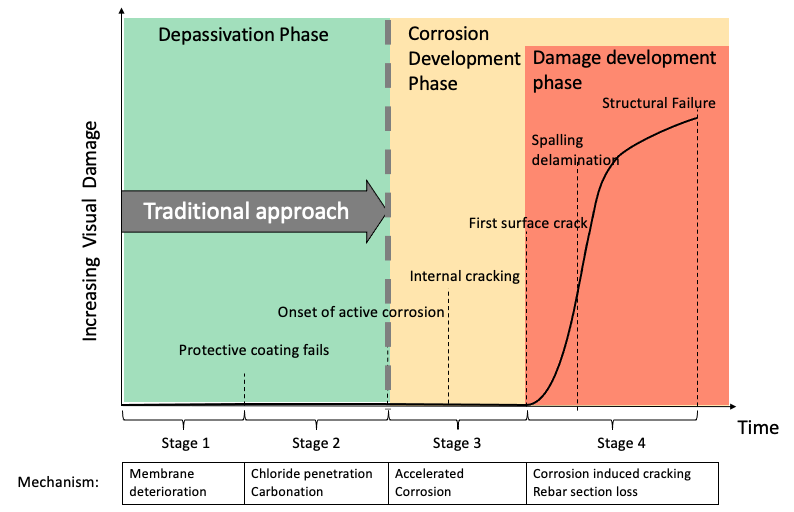 Depassivation Phase
Corrosion
Development
Phase
Damage development
phase
Structural Failure
Spalling
delamination
Traditional approach
First surface crack
Internal cracking
Onset of active corrosion
Protective coating fails
Increasing Visual Damage
Time
Stage 1
Stage 2
Stage 3
Stage 4
Mechanism:
Membrane
deterioration
Chloride penetration
Carbonation
Accelerated
Corrosion
Corrosion induced cracking
Rebar section loss